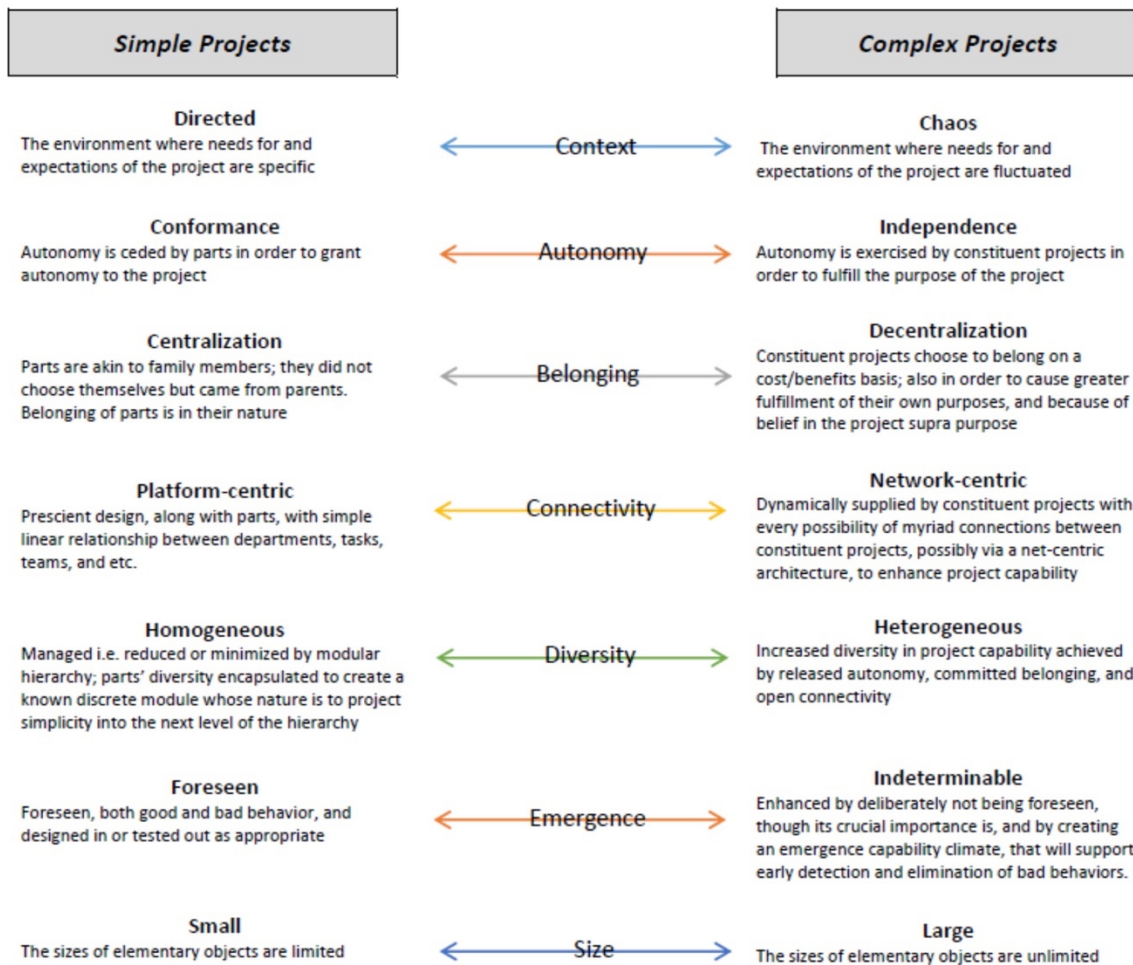 Simple Projects
Complex Projects
Directed
The environment where needs for and
expectations of the project are specific
Context
Chaos
The environment where needs for and
expectations of the project are fluctuated
Conformance
Autonomy is ceded by parts in order to grant
autonomy to the project
Autonomy
Independence
Autonomy is exercised by constituent projects in
order to fulfill the purpose of the project
Centralization
Parts are akin to family members; they did not
choose themselves but came from parents.
Belonging of parts is in their nature
Belonging
Decentralization
Constituent projects choose to belong on a
cost/benefits basis; also in order to cause greater
fulfillment of their own purposes, and because of
belief in the project supra purpose
Platform-centric
Prescient design, along with parts, with simple
linear relationship between departments, tasks,
teams, and etc.
Connectivity
Network-centric
Dynamically supplied by constituent projects with
every possibility of myriad connections between
constituent projects, possibly via a net-centric
architecture, to enhance project capability
Homogeneous
Managed i.e. reduced or minimized by modular
hierarchy; parts' diversity encapsulated to create a
known discrete module whose nature is to project
simplicity into the next level of the hierarchy
Diversity
Heterogeneous
Increased diversity in project capability achieved
by released autonomy, committed belonging, and
open connectivity
Foreseen
Foreseen, both good and bad behavior, and
designed in or tested out as appropriate
Emergence
Indeterminable
Enhanced by deliberately not being foreseen,
though its crucial importance is, and by creating
an emergence capability climate, that will support
early detection and elimination of bad behaviors.
Small
The sizes of elementary objects are limited
Size
Large
The sizes of elementary objects are unlimited